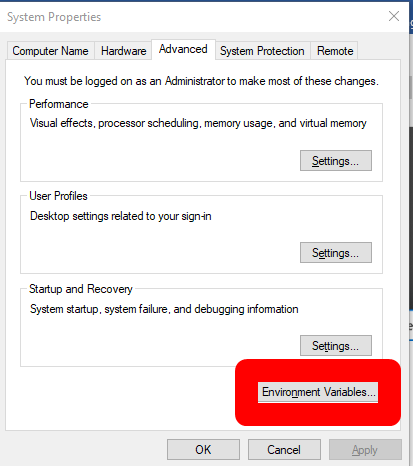 System Properties
Computer Name Hardware Advanced System Protection Remote
You must be logged on as an Administrator to make most of these changes.
Performance
Visual effects, processor scheduling, memory usage, and virtual memory
Settings...
User Profiles
Desktop settings related to your sign-in
Settings...
Startup and Recovery
System startup, system failure, and debugging information
Settings...
Environment Variables...
OK Cancel Apply